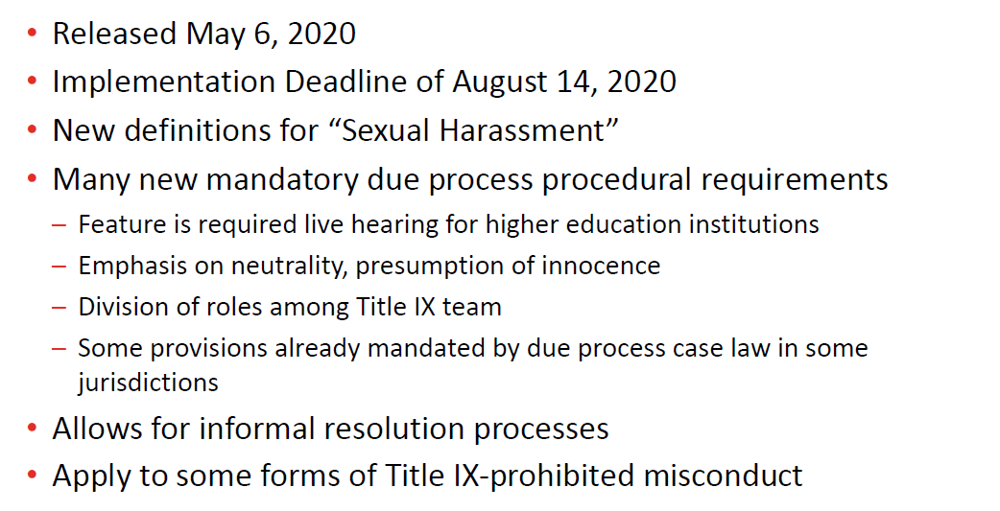 • Released May 6, 2020
• Implementation Deadline of August 14, 2020
• New definitions for “Sexual Harassment”
• Many new mandatory due process procedural requirements
– Feature is required live hearing for higher education institutions
– Emphasis on neutrality, presumption of innocence
– Division of roles among Title IX team
– Some provisions already mandated by due process case law in some
jurisdictions
• Allows for informal resolution processes
• Apply to some forms of Title IX-prohibited misconduct